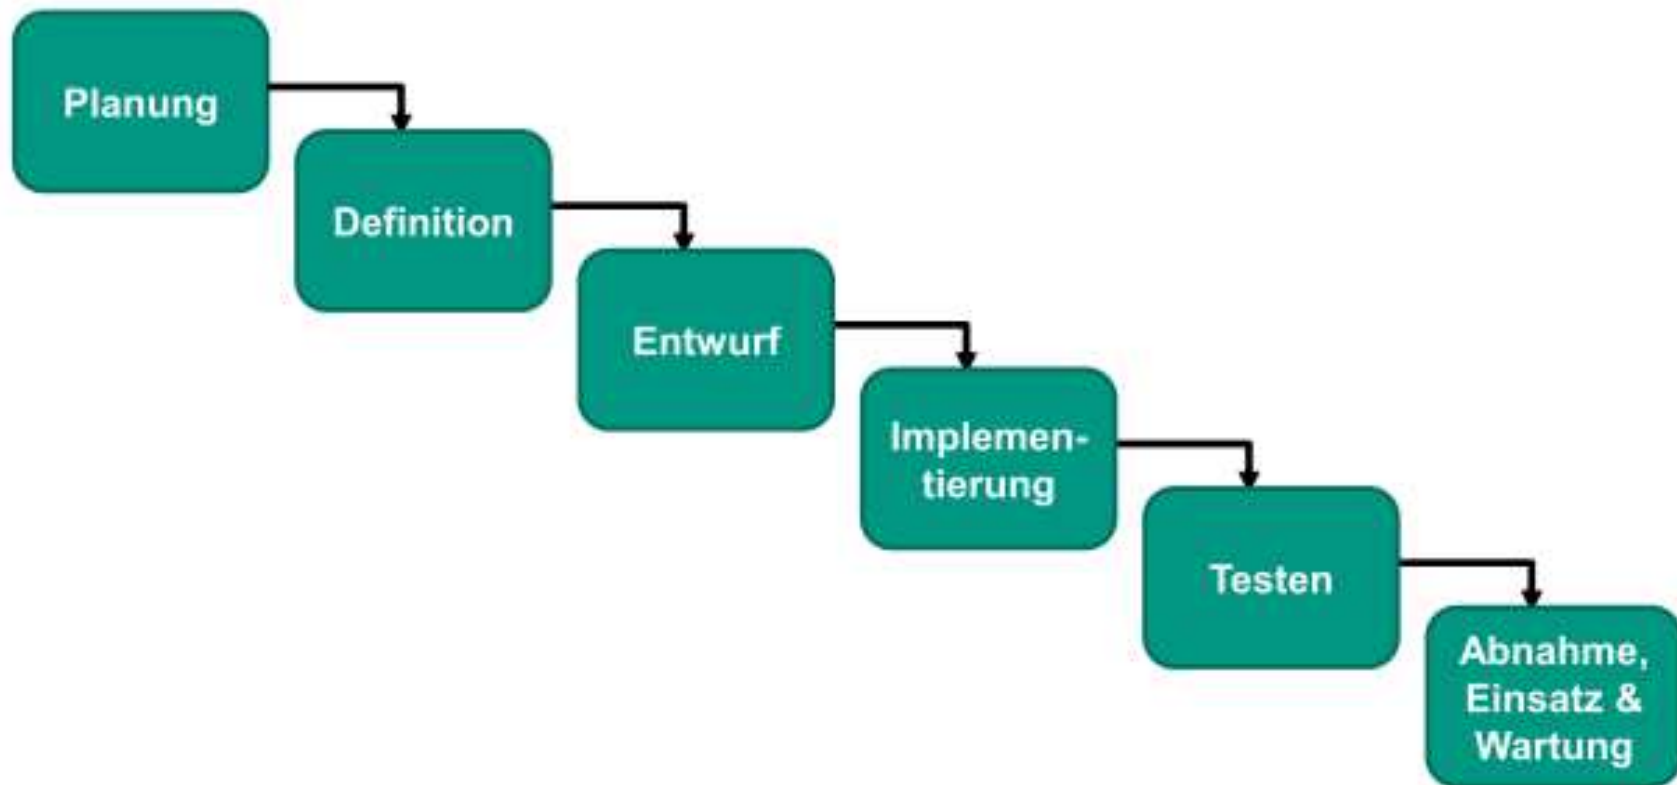 Planung
Definition
Entwurf
Implemen-
tierung
Testen
Abnahme,
Einsatz &
Wartung